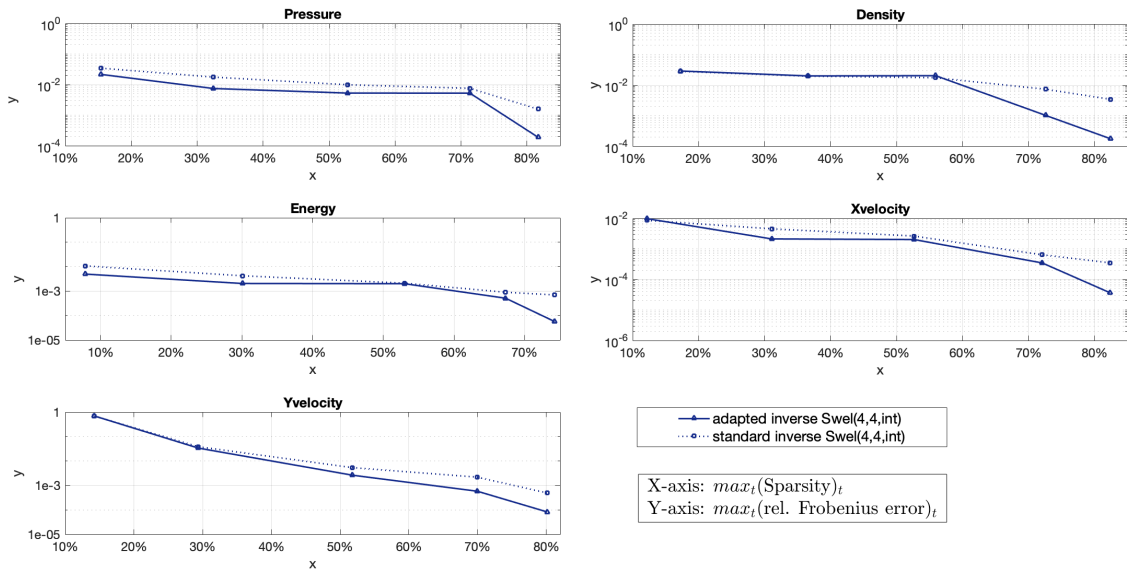 Pressure
10^0
10^-2
10^-4
y
10% 20% 30% 40% 50% 60% 70% 80%
x
Density
10^0
10^-2
10^-4
y
10% 20% 30% 40% 50% 60% 70% 80%
x
Energy
1
1e-3
1e-05
y
10% 20% 30% 40% 50% 60% 70%
x
Xvelocity
10^-2
10^-4
10^-6
y
10% 20% 30% 40% 50% 60% 70% 80%
x
Yvelocity
1
1e-3
1e-05
y
10% 20% 30% 40% 50% 60% 70% 80%
x
adapted inverse Swel(4,4,int)
standard inverse Swel(4,4,int)
X-axis: max_t(Sparsity)_t
Y-axis: max_t(rel. Frobenius error)_t